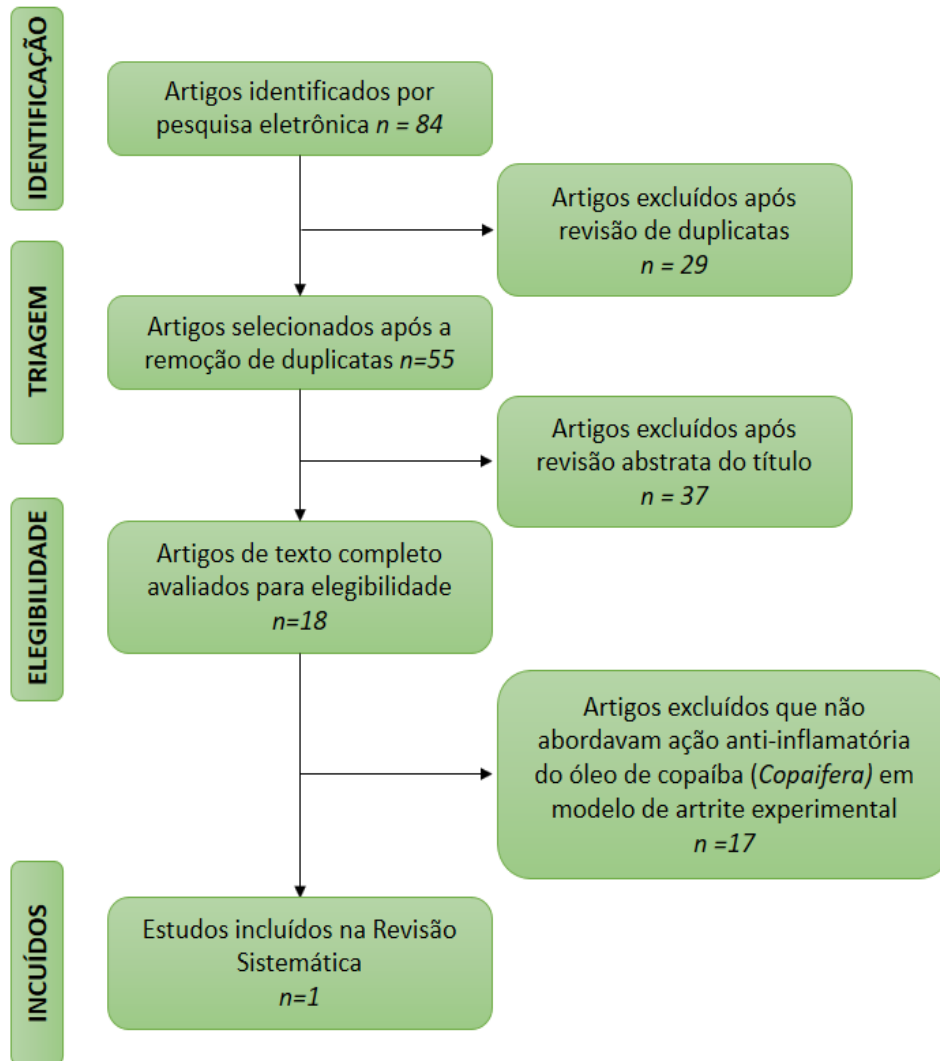 IDENTIFICAÇÃO
Artigos identificados por
pesquisa eletrônica n = 84
Artigos excluídos após
revisão de duplicatas
n = 29
TRIAGEM
Artigos selecionados após a
remoção de duplicatas n=55
Artigos excluídos após
revisão abstrata do título
n = 37
ELEGIBILIDADE
Artigos de texto completo
avaliados para elegibilidade
n=18
Artigos excluídos que não
abordavam ação anti-inflamatória
do óleo de copaíba (Copaifera) em
modelo de artrite experimental
n =17
INCUÍDOS
Estudos incluídos na Revisão
Sistemática
n=1